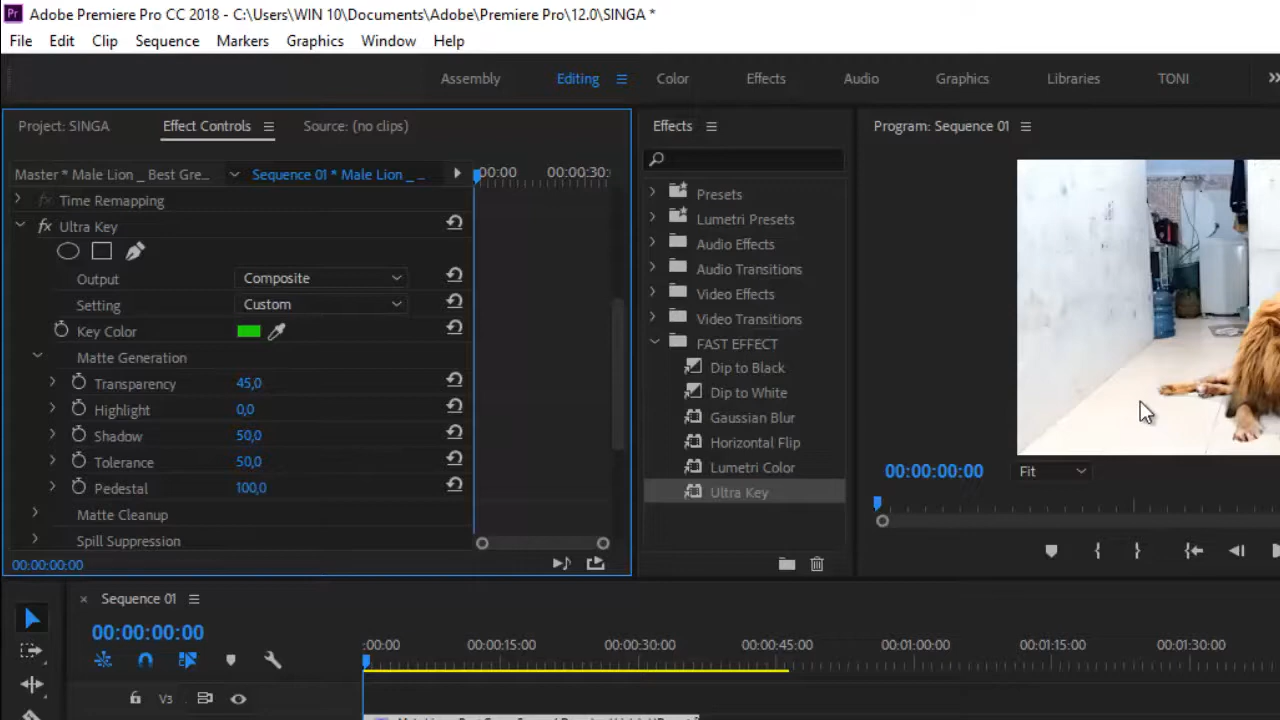 Pr Adobe Premiere Pro CC 2018 - C:\Users\WIN 10\Documents\Adobe\Premiere Pro\12.0\SINGA *
File Edit Clip Sequence Markers Graphics Window Help
Assembly Editing Color Effects Audio Graphics Libraries TONI
Project: SINGA Effect Controls Source: (no clips)
Master * Male Lion _ Best Gre... Sequence 01 * Male Lion _ ...
:00:00 00:00:30:
Time Remapping
fx Ultra Key
Output Composite
Setting Custom
Key Color
Matte Generation
Transparency 45,0
Highlight 0,0
Shadow 50,0
Tolerance 50,0
Pedestal 100,0
Matte Cleanup
Spill Suppression
00:00:00:00
Effects
Presets
Lumetri Presets
Audio Effects
Audio Transitions
Video Effects
Video Transitions
FAST EFFECT
Dip to Black
Dip to White
Gaussian Blur
Horizontal Flip
Lumetri Color
Ultra Key
Program: Sequence 01
00:00:00:00 Fit
× Sequence 01
00:00:00:00
:00:00 00:00:15:00 00:00:30:00 00:00:45:00 00:01:00:00 00:01:15:00 00:01:30:00
V3